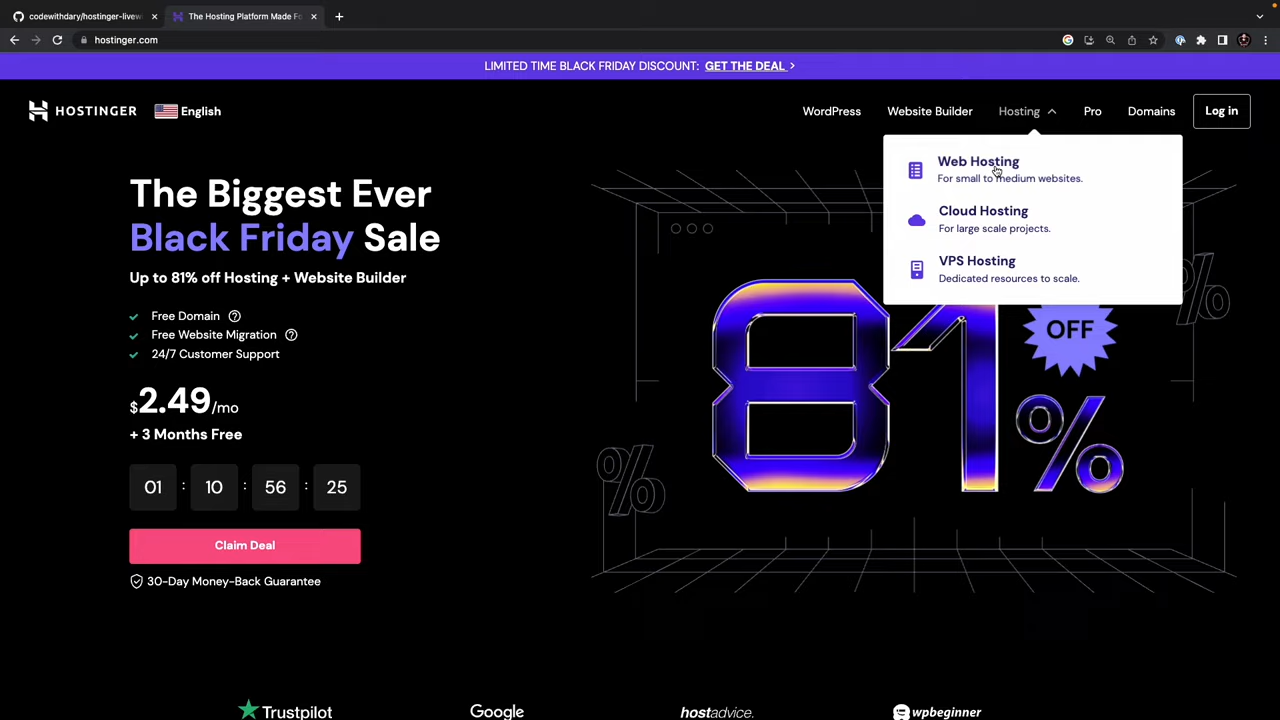 codewithdary/hostinger-livew
The Hosting Platform Made Fo
hostinger.com
LIMITED TIME BLACK FRIDAY DISCOUNT: GET THE DEAL
HOSTINGER
English
WordPress
Website Builder
Hosting
Pro
Domains
Log in
Web Hosting
For small to medium websites.
Cloud Hosting
For large scale projects.
VPS Hosting
Dedicated resources to scale.
The Biggest Ever
Black Friday Sale
Up to 81% off Hosting + Website Builder
Free Domain
Free Website Migration
24/7 Customer Support
$2.49/mo
+ 3 Months Free
01 : 10 : 56 : 25
Claim Deal
30-Day Money-Back Guarantee
81%
OFF
%
%
Trustpilot
Google
hostadvice.
wpbeginner